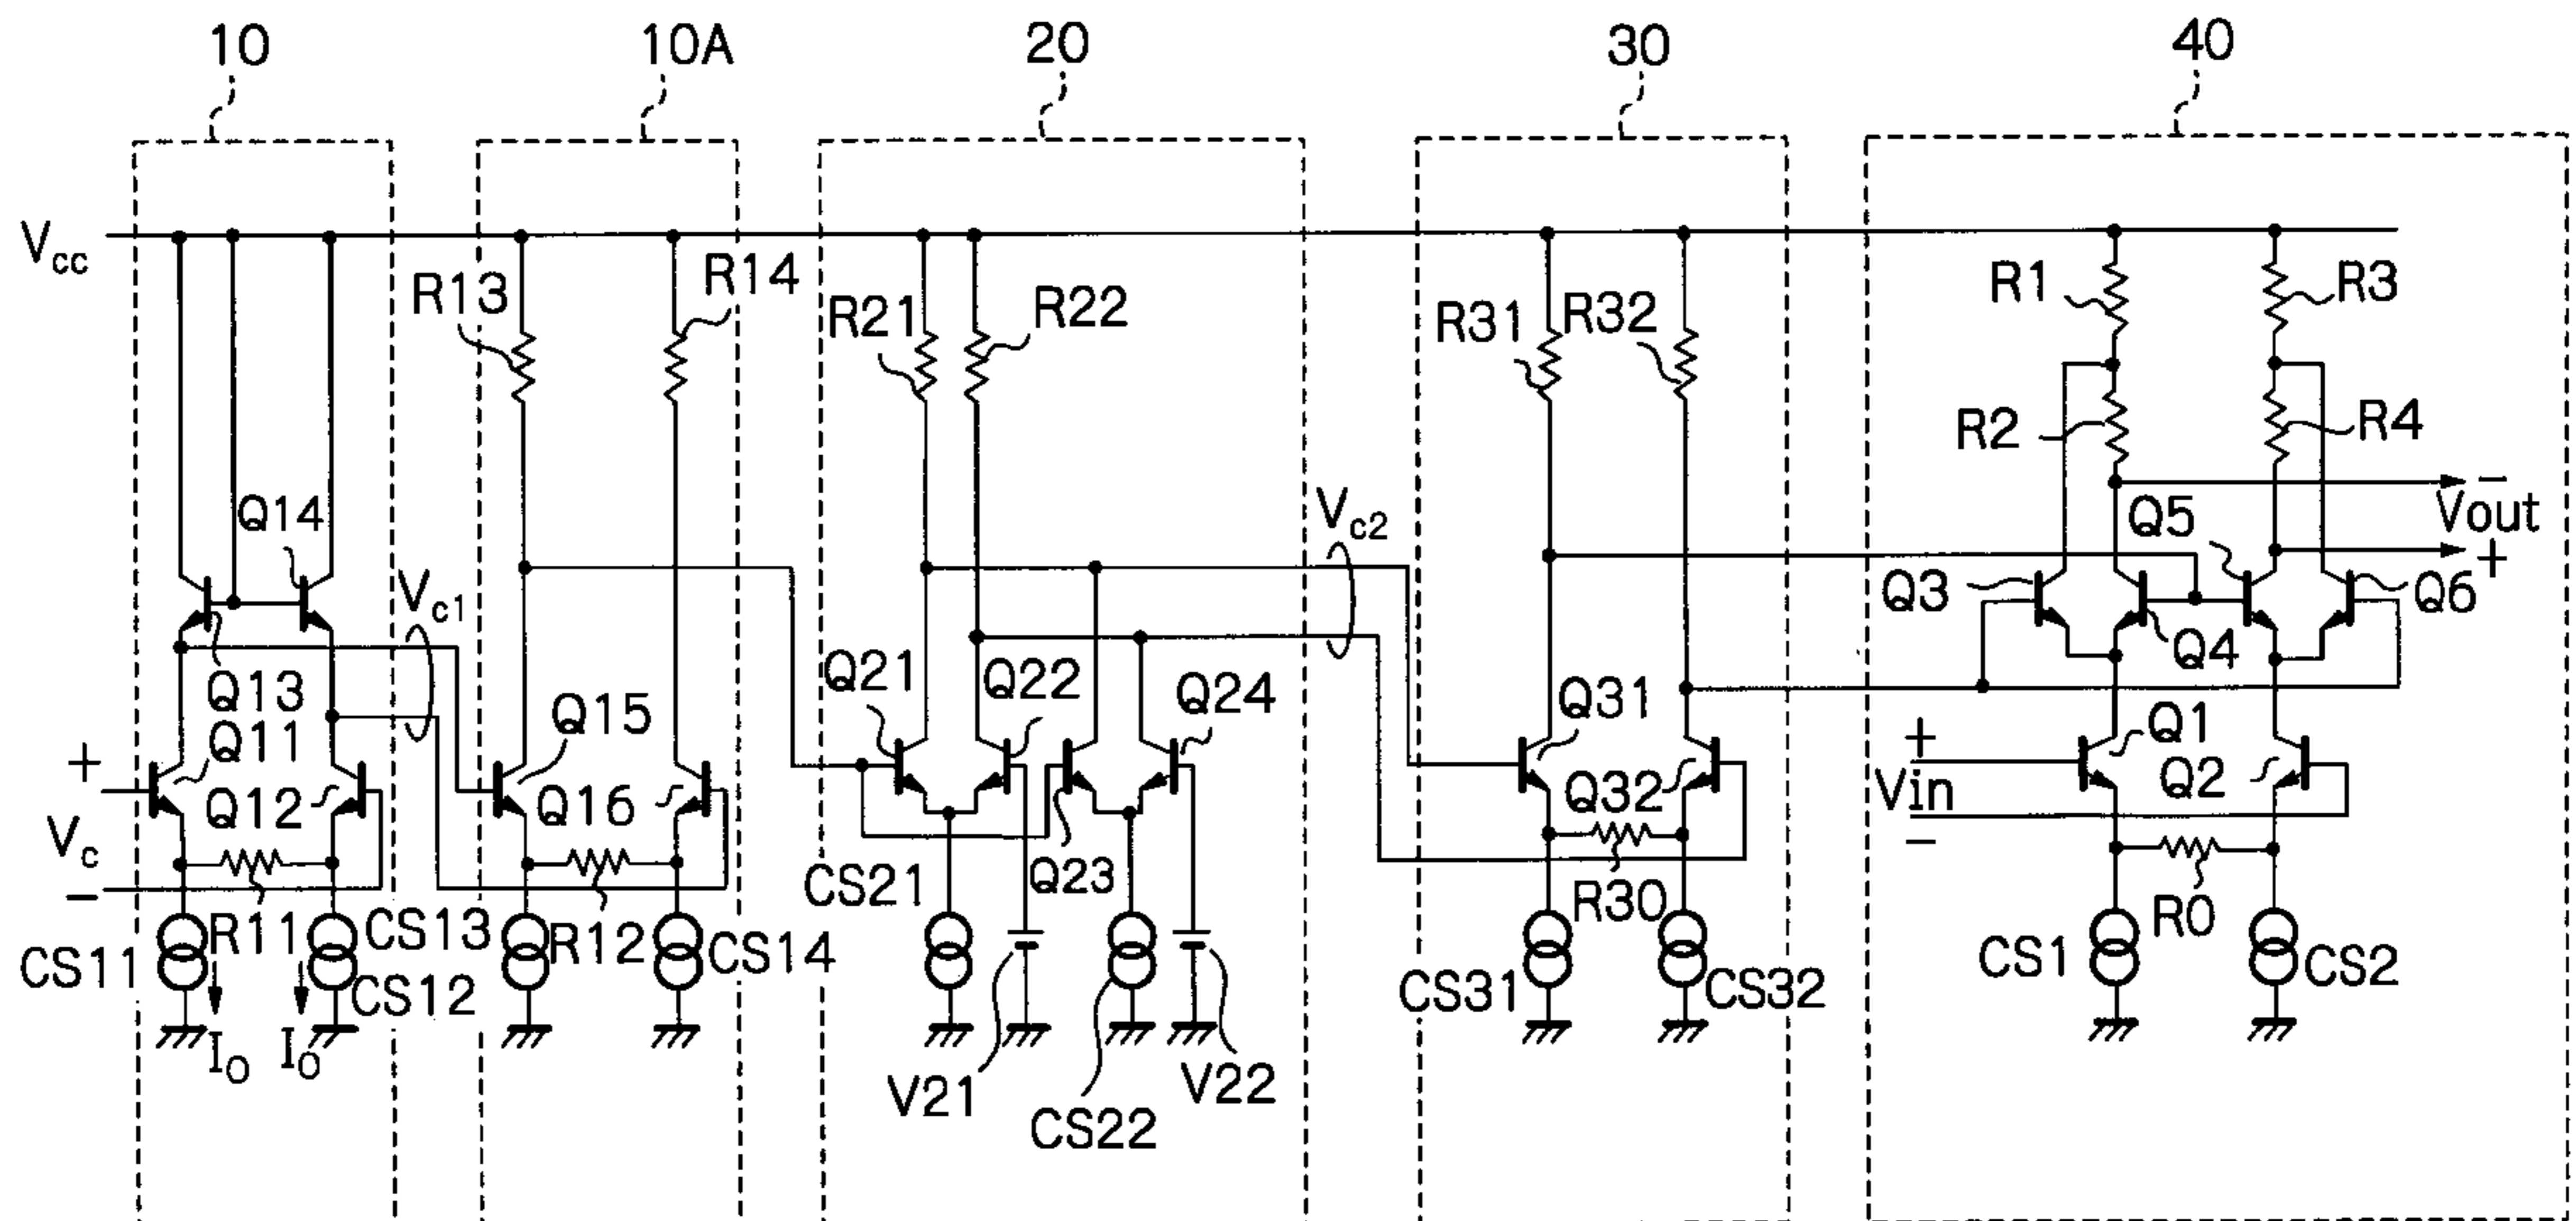 10
10A
20
30
40
Vcc
R13
R14
R21
R22
R31
R32
R1
R3
R2
R4
Q14
Vc1
Vc2
Q5
−
Vout
+
Q3
Q4
Q6
Q13
Q11
Q12
Q15
Q16
Q21
Q22
Q24
Q23
Q31
Q32
Q1
Q2
+
Vc
−
+
Vin
−
CS11
R11
CS13
CS12
R12
CS14
CS21
R30
R0
CS31
CS32
CS1
CS2
IO
IO
V21
CS22
V22